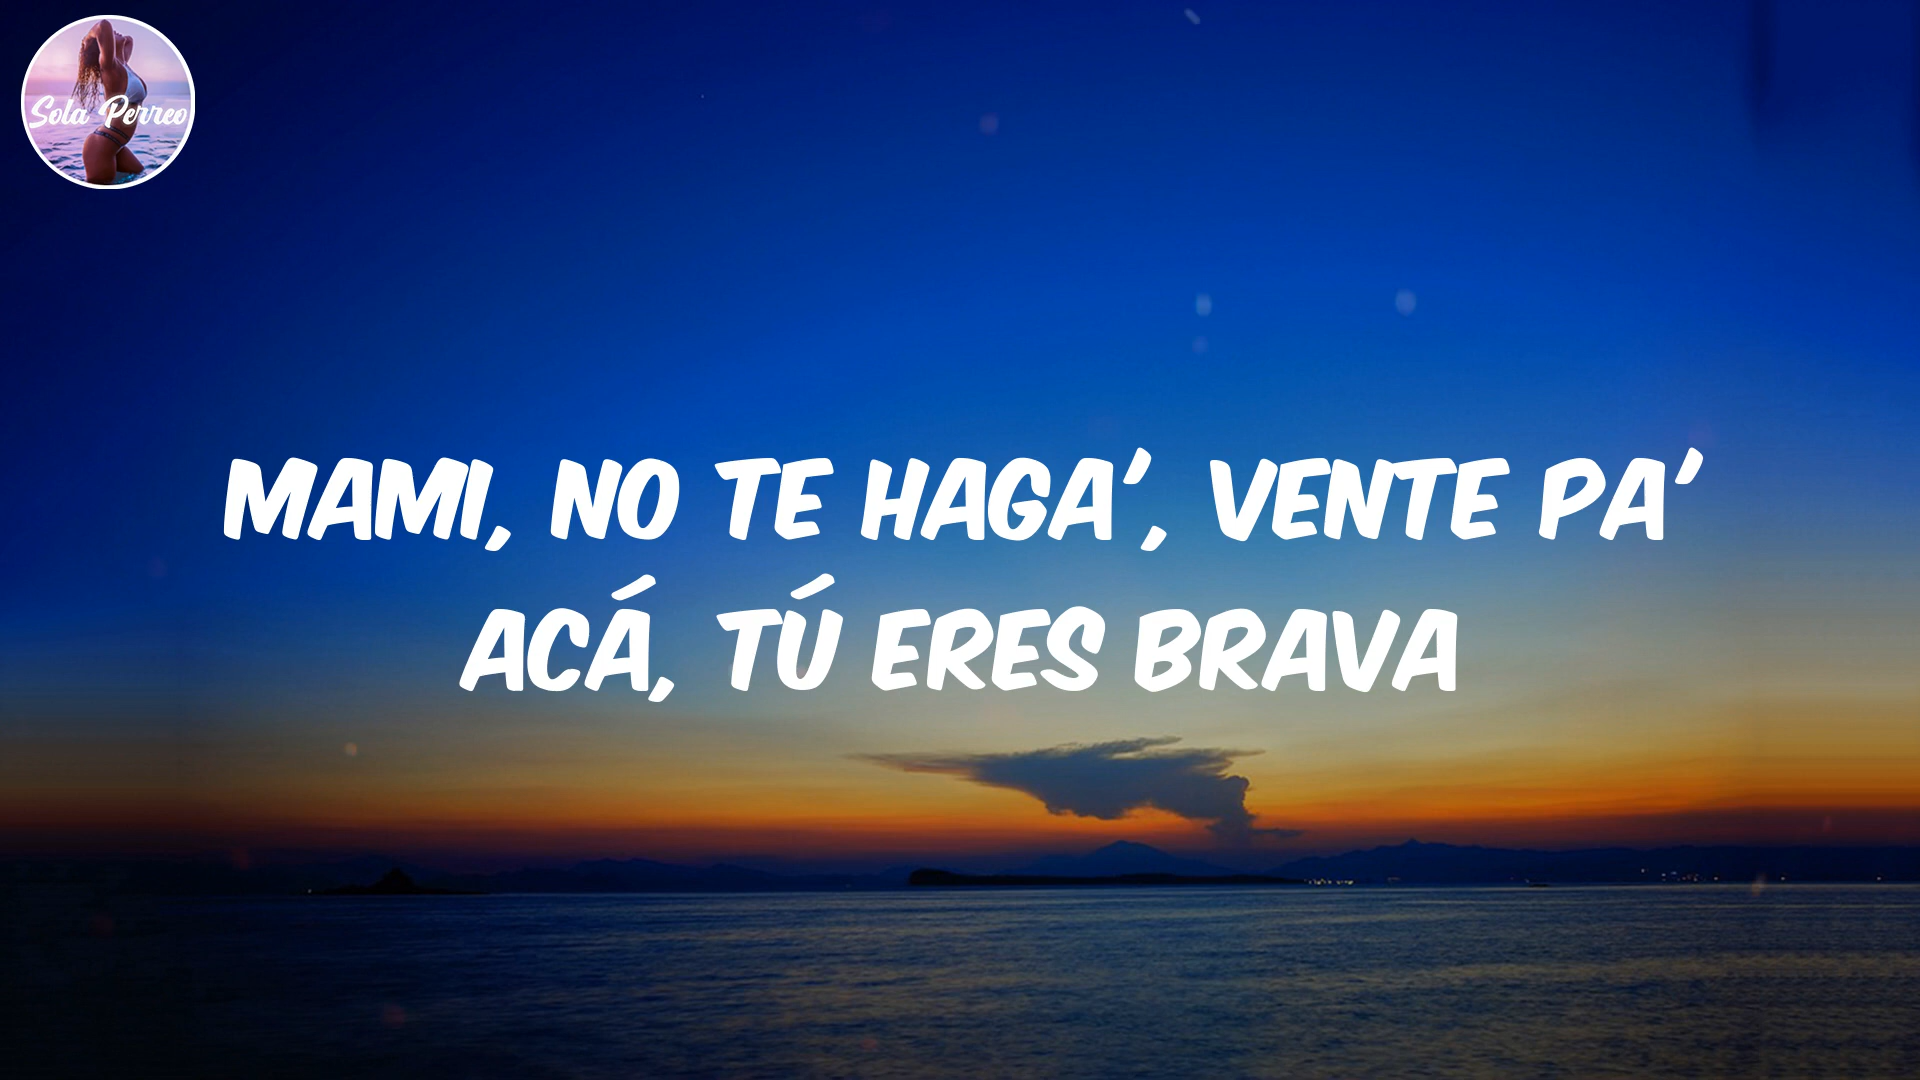 Sola Perreo
MAMI, NO TE HAGA', VENTE PA'
ACÁ, TÚ ERES BRAVA